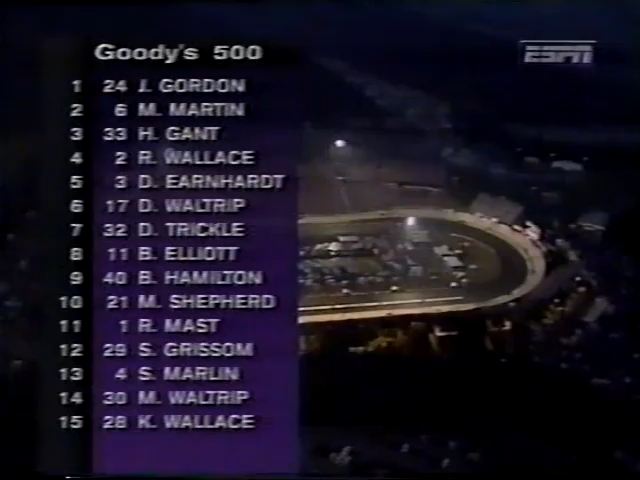 Goody's 500
ESPN
1 24 J. GORDON
2 6 M. MARTIN
3 33 H. GANT
4 2 R. WALLACE
5 3 D. EARNHARDT
6 17 D. WALTRIP
7 32 D. TRICKLE
8 11 B. ELLIOTT
9 40 B. HAMILTON
10 21 M. SHEPHERD
11 1 R. MAST
12 29 S. GRISSOM
13 4 S. MARLIN
14 30 M. WALTRIP
15 28 K. WALLACE